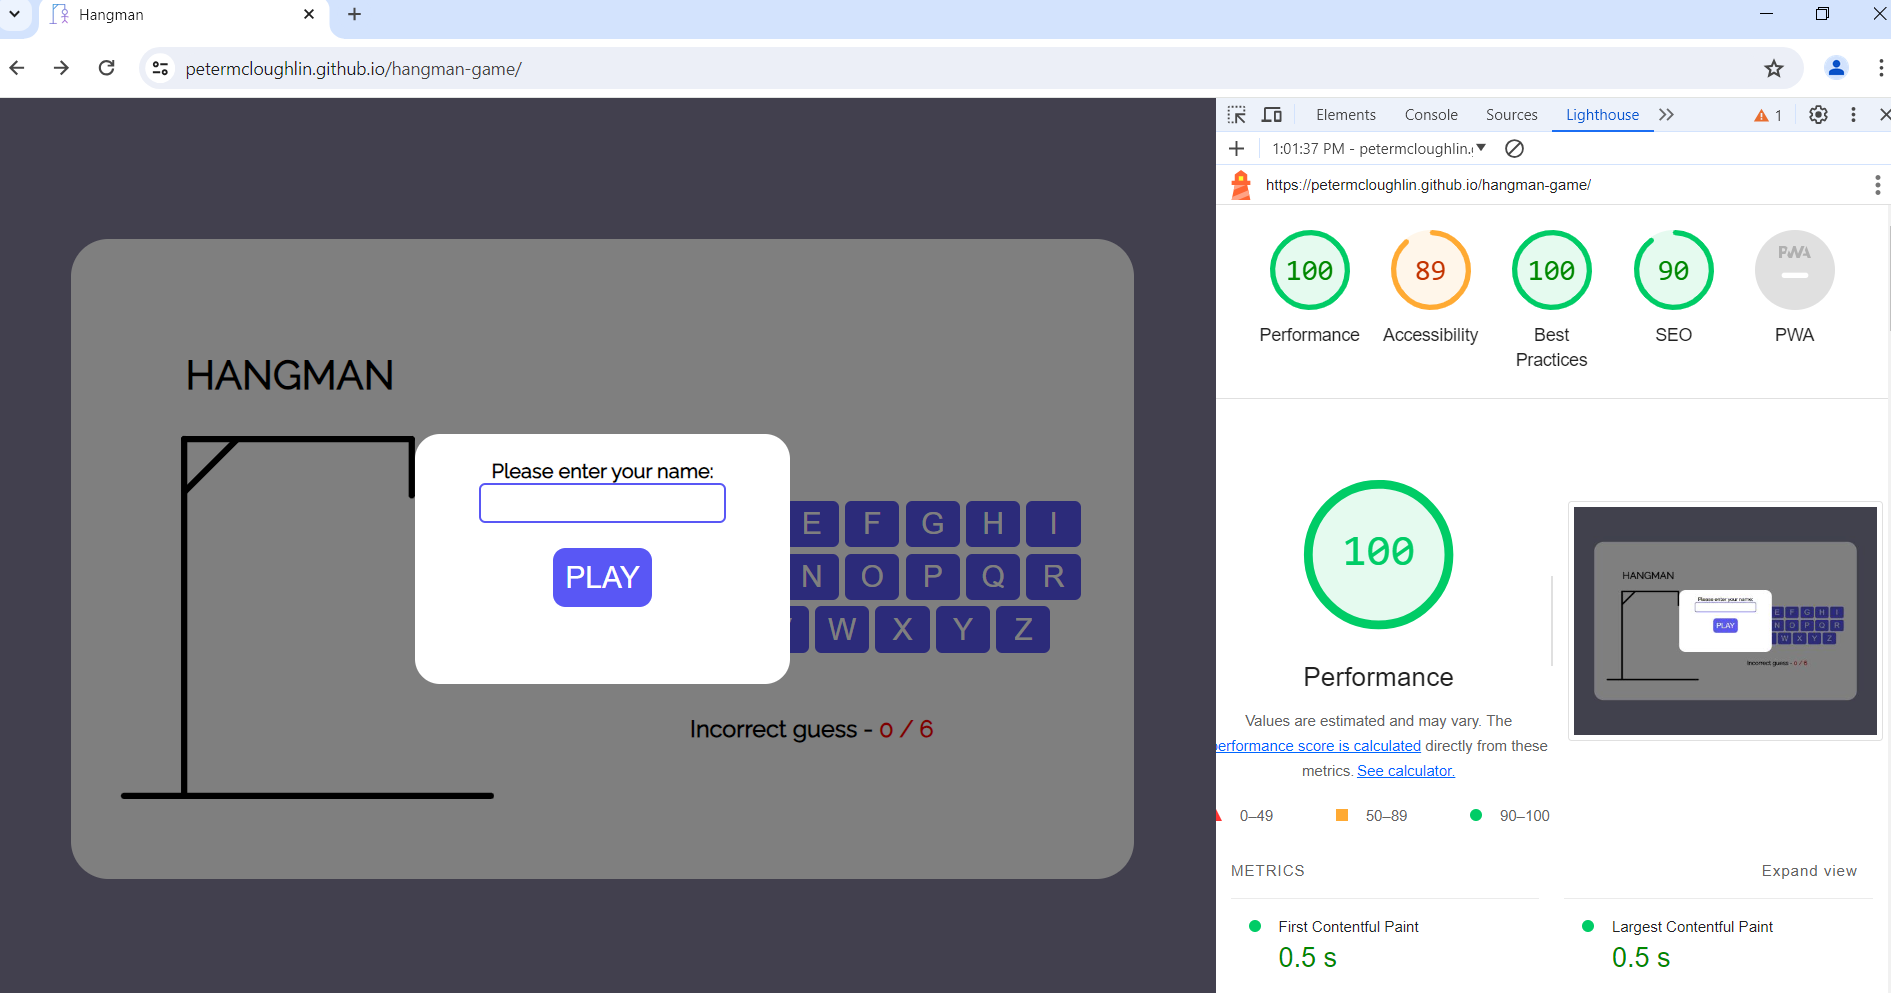 Hangman
petermcloughlin.github.io/hangman-game/
HANGMAN
Please enter your name:
PLAY
E F G H I
N O P Q R
W X Y Z
Incorrect guess - 0 / 6
Elements Console Sources Lighthouse 1
1:01:37 PM - petermcloughlin.
https://petermcloughlin.github.io/hangman-game/
100 89 100 90 PWA
Performance Accessibility Best Practices SEO PWA
100
Performance
Values are estimated and may vary. The
erformance score is calculated directly from these
metrics. See calculator.
0–49 50–89 90–100
HANGMAN
Please enter your name:
PLAY
E F G H I
N O P Q R
W X Y Z
Incorrect guess - 0 / 6
METRICS Expand view
First Contentful Paint Largest Contentful Paint
0.5 s 0.5 s